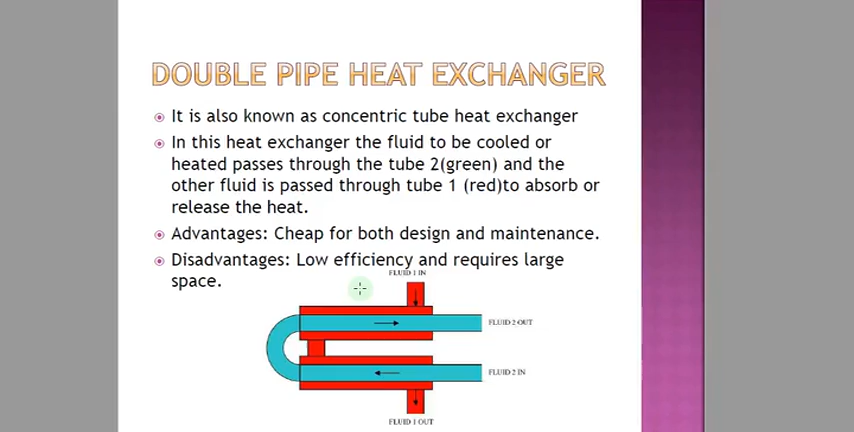 DOUBLE PIPE HEAT EXCHANGER
It is also known as concentric tube heat exchanger
In this heat exchanger the fluid to be cooled or
heated passes through the tube 2(green) and the
other fluid is passed through tube 1 (red)to absorb or
release the heat.
Advantages: Cheap for both design and maintenance.
Disadvantages: Low efficiency and requires large
space.
FLUID 1 IN
FLUID 2 OUT
FLUID 2 IN
FLUID 1 OUT